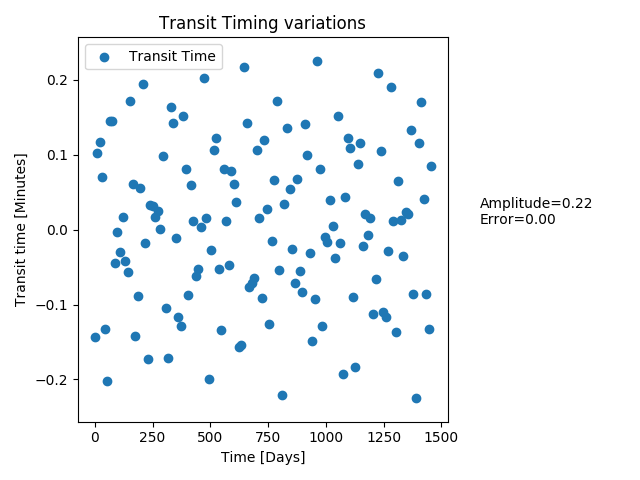 Transit Timing variations
Transit Time
Transit time [Minutes]
0.2
0.1
0.0
−0.1
−0.2
0
250
500
750
1000
1250
1500
Time [Days]
Amplitude=0.22
Error=0.00